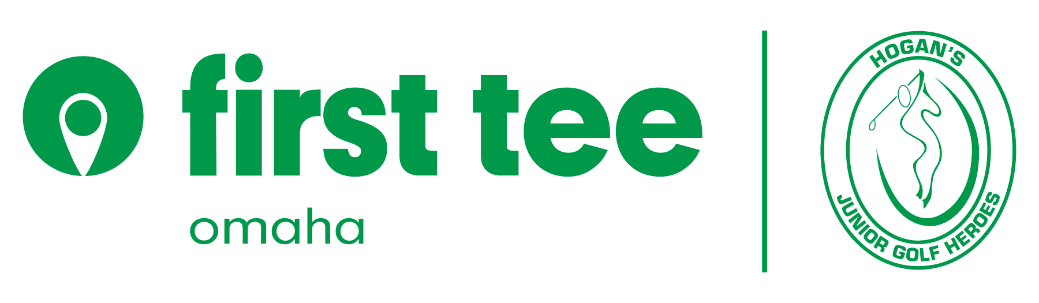 first tee
omaha
HOGAN'S
JUNIOR GOLF HEROES